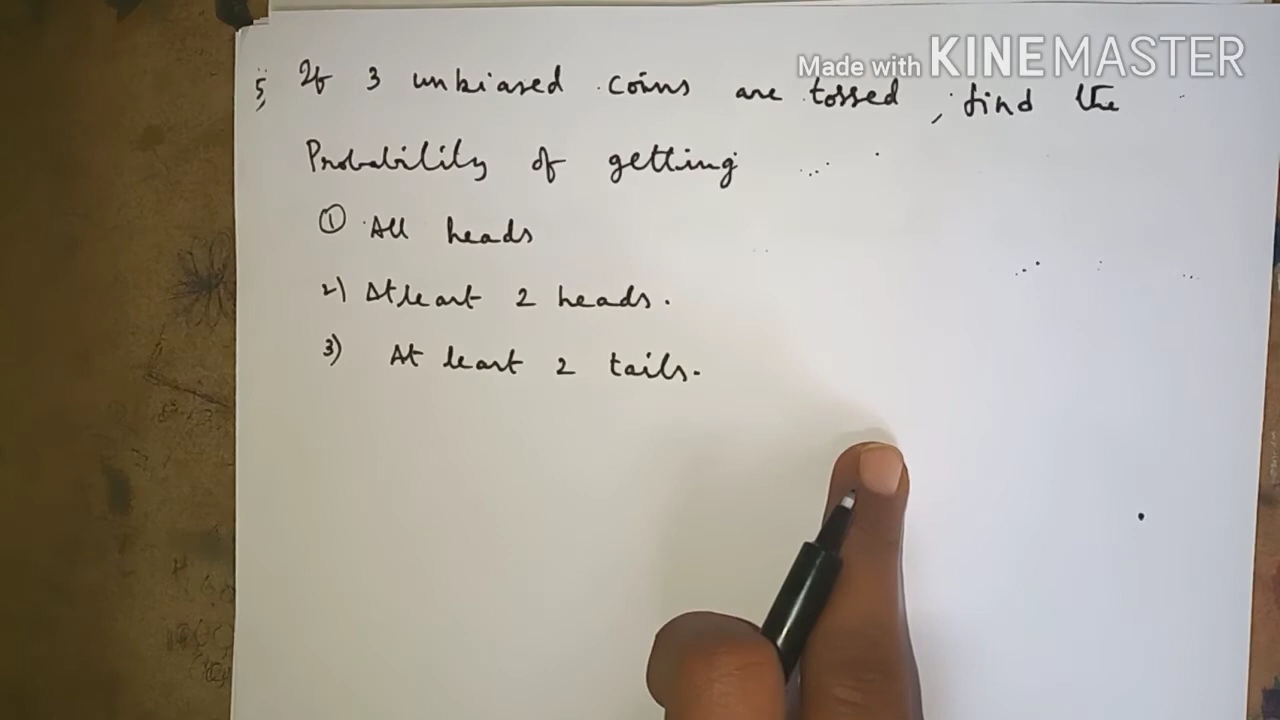 Made with KINEMASTER
5, If 3 unbiased coins are tossed, find the
Probability of getting
① All heads
2) Atleast 2 heads.
3) At least 2 tails.